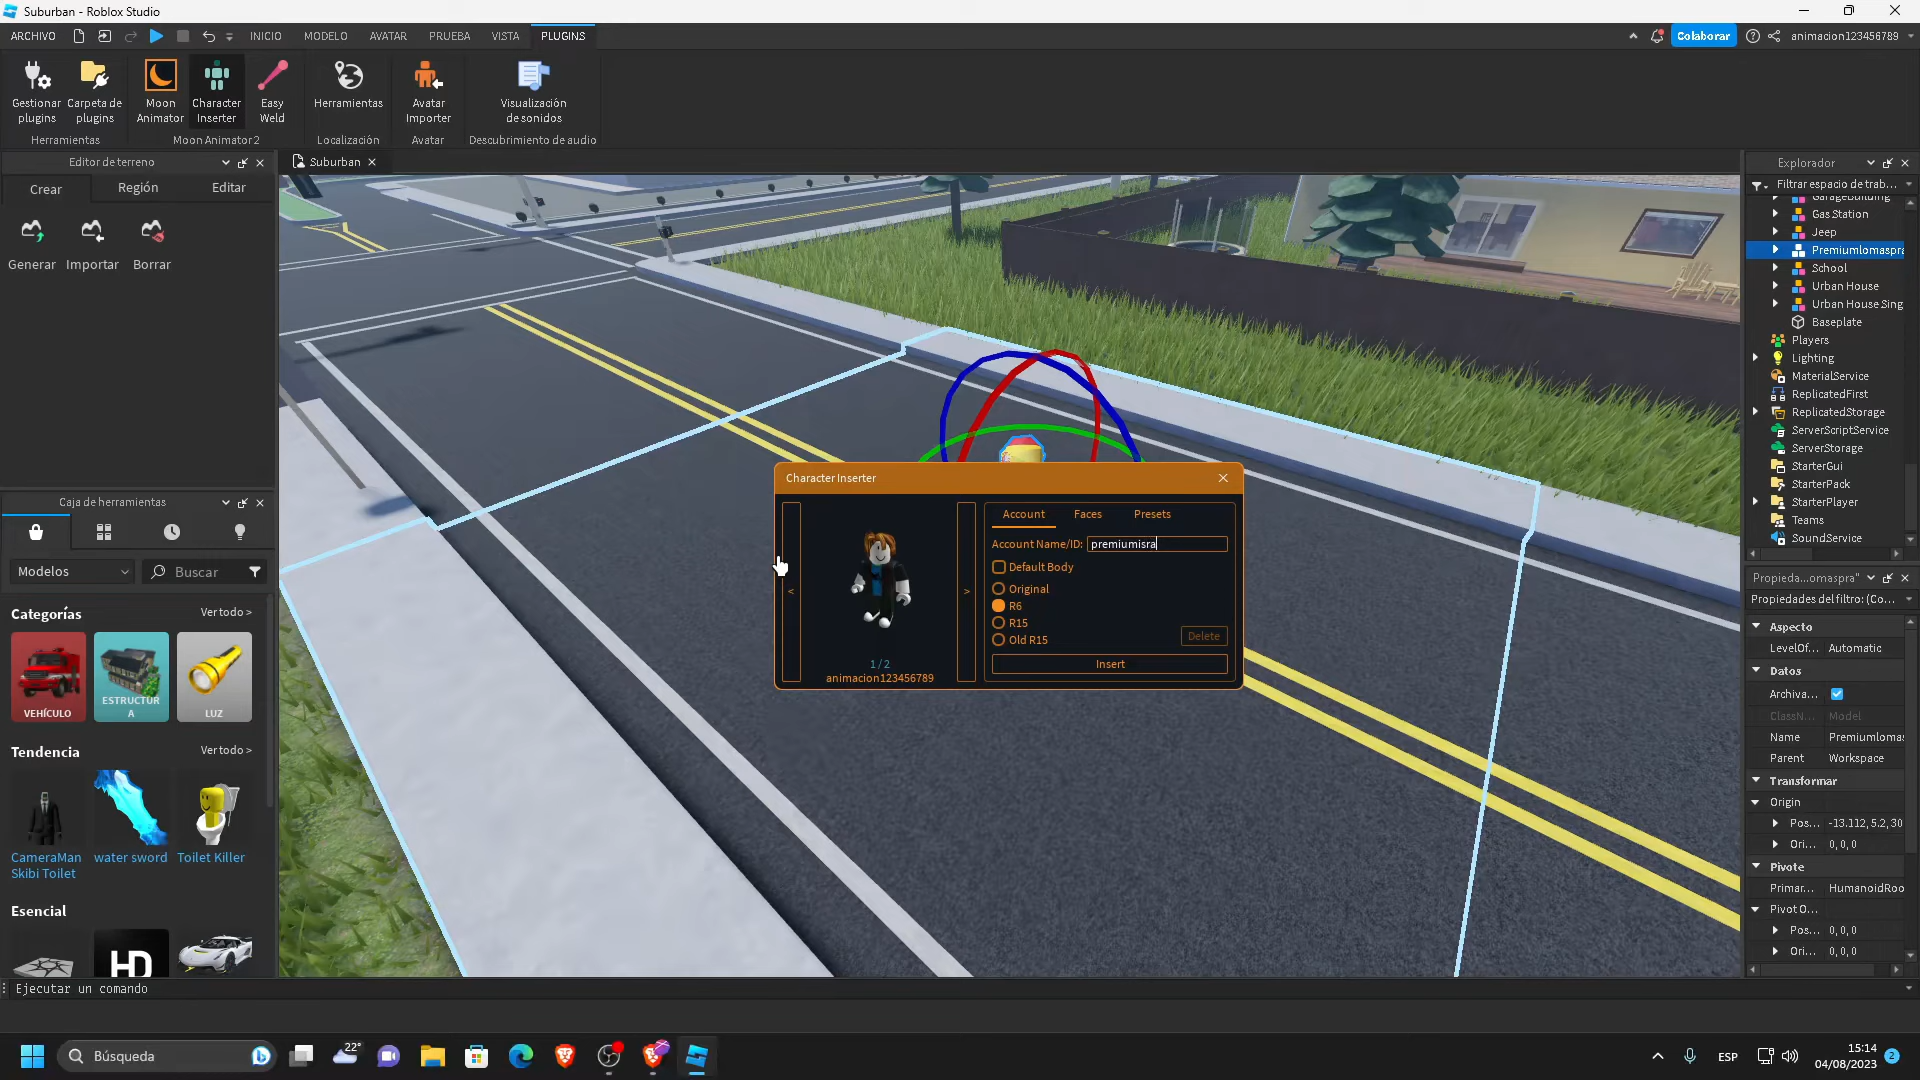 Suburban - Roblox Studio
ARCHIVO
INICIO
MODELO
AVATAR
PRUEBA
VISTA
PLUGINS
Colaborar
animacion123456789
Gestionar plugins
Carpeta de plugins
Moon Animator
Character Inserter
Easy Weld
Herramientas
Avatar Importer
Visualización de sonidos
Herramientas
Moon Animator 2
Localización
Avatar
Descubrimiento de audio
Editor de terreno
Crear
Región
Editar
Generar
Importar
Borrar
Caja de herramientas
Modelos
Buscar
Categorías
Ver todo >
VEHÍCULO
ESTRUCTURA
LUZ
Tendencia
Ver todo >
CameraMan Skibi Toilet
water sword
Toilet Killer
Esencial
HD
Suburban
Character Inserter
<
>
1/2
animacion123456789
Account
Faces
Presets
Account Name/ID: premiumisra
Default Body
Original
R6
R15
Old R15
Delete
Insert
Explorador
Filtrar espacio de trab...
GarageBuilding
Gas Station
Jeep
Premiumlomaspra
School
Urban House
Urban House Sing
Baseplate
Players
Lighting
MaterialService
ReplicatedFirst
ReplicatedStorage
ServerScriptService
ServerStorage
StarterGui
StarterPack
StarterPlayer
Teams
SoundService
Propieda...omaspra"
Propiedades del filtro: (Co...
Aspecto
LevelOf... Automatic
Datos
Archiva...
ClassN... Model
Name Premiumlomas
Parent Workspace
Transformar
Origin
Pos... -13.112, 5.2, 30
Ori... 0, 0, 0
Pivote
Primar... HumanoidRoo
Pivot O...
Pos... 0, 0, 0
Ori... 0, 0, 0
Ejecutar un comando
Búsqueda
22°
ESP
15:14
04/08/2023
2